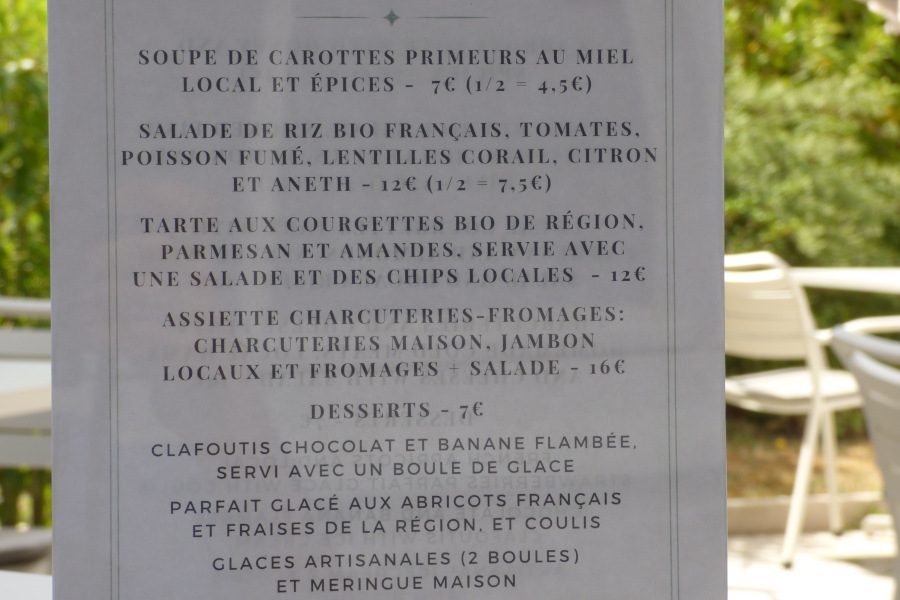 SOUPE DE CAROTTES PRIMEURS AU MIEL
LOCAL ET ÉPICES - 7€ (1/2 = 4,5€)
SALADE DE RIZ BIO FRANÇAIS, TOMATES,
POISSON FUMÉ, LENTILLES CORAIL, CITRON
ET ANETH - 12€ (1/2 = 7,5€)
TARTE AUX COURGETTES BIO DE RÉGION,
PARMESAN ET AMANDES, SERVIE AVEC
UNE SALADE ET DES CHIPS LOCALES - 12€
ASSIETTE CHARCUTERIES-FROMAGES:
CHARCUTERIES MAISON, JAMBON
LOCAUX ET FROMAGES + SALADE - 16€
DESSERTS - 7€
CLAFOUTIS CHOCOLAT ET BANANE FLAMBÉE,
SERVI AVEC UN BOULE DE GLACE
PARFAIT GLACÉ AUX ABRICOTS FRANÇAIS
ET FRAISES DE LA RÉGION, ET COULIS
GLACES ARTISANALES (2 BOULES)
ET MERINGUE MAISON